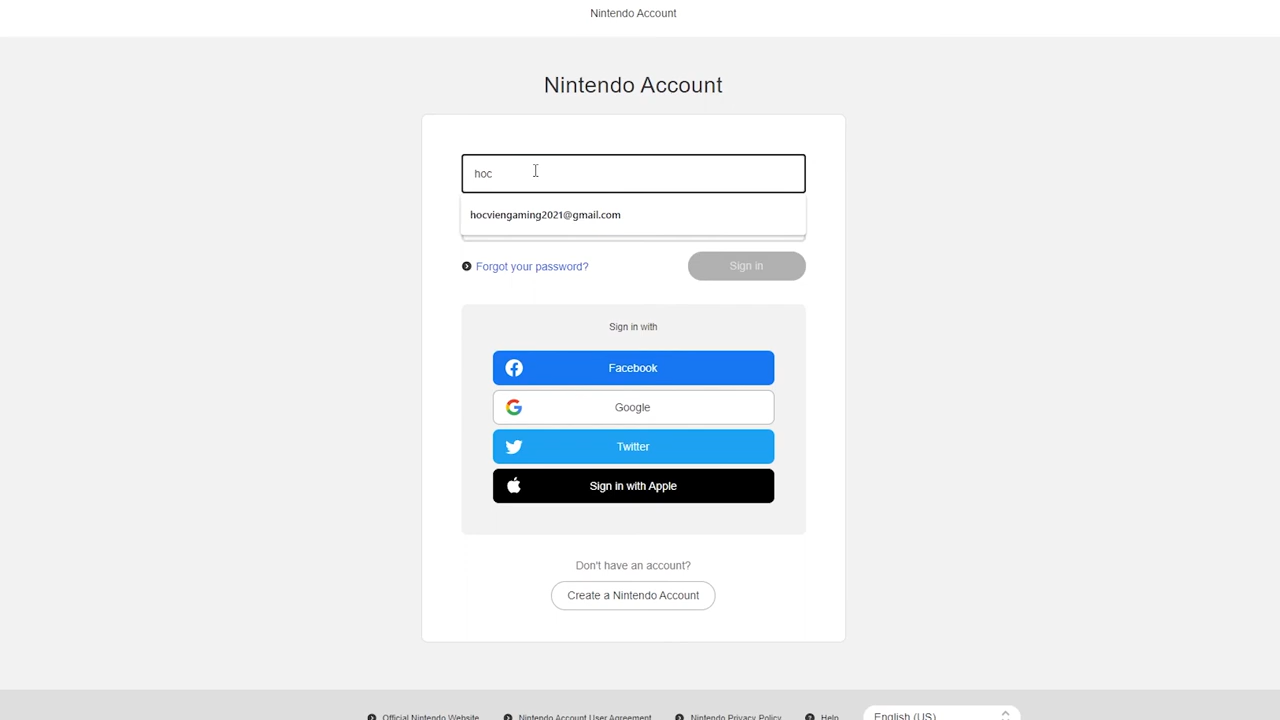 Nintendo Account
Nintendo Account
hoc
hocviengaming2021@gmail.com
Forgot your password?
Sign in
Sign in with
Facebook
Google
Twitter
Sign in with Apple
Don't have an account?
Create a Nintendo Account
Official Nintendo Website Nintendo Account User Agreement Nintendo Privacy Policy Help English (US)